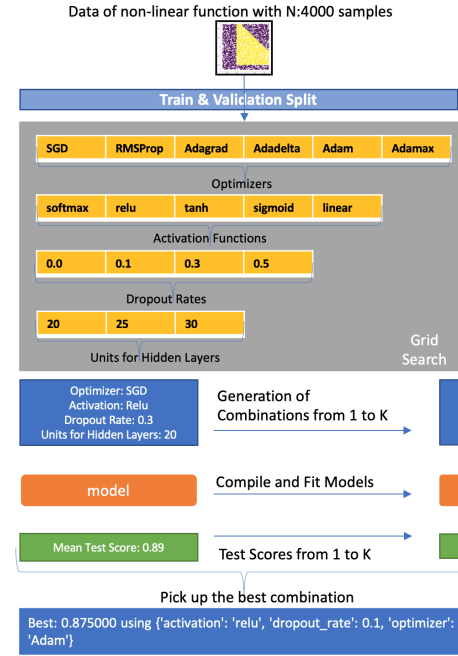 Data of non-linear function with N:4000 samples
Train & Validation Split
SGD RMSProp Adagrad Adadelta Adam Adamax
Optimizers
softmax relu tanh sigmoid linear
Activation Functions
0.0 0.1 0.3 0.5
Dropout Rates
20 25 30
Units for Hidden Layers
Grid
Search
Optimizer: SGD
Activation: Relu
Dropout Rate: 0.3
Units for Hidden Layers: 20
Generation of
Combinations from 1 to K
model
Compile and Fit Models
Mean Test Score: 0.89
Test Scores from 1 to K
Pick up the best combination
Best: 0.875000 using {'activation': 'relu', 'dropout_rate': 0.1, 'optimizer':
'Adam'}